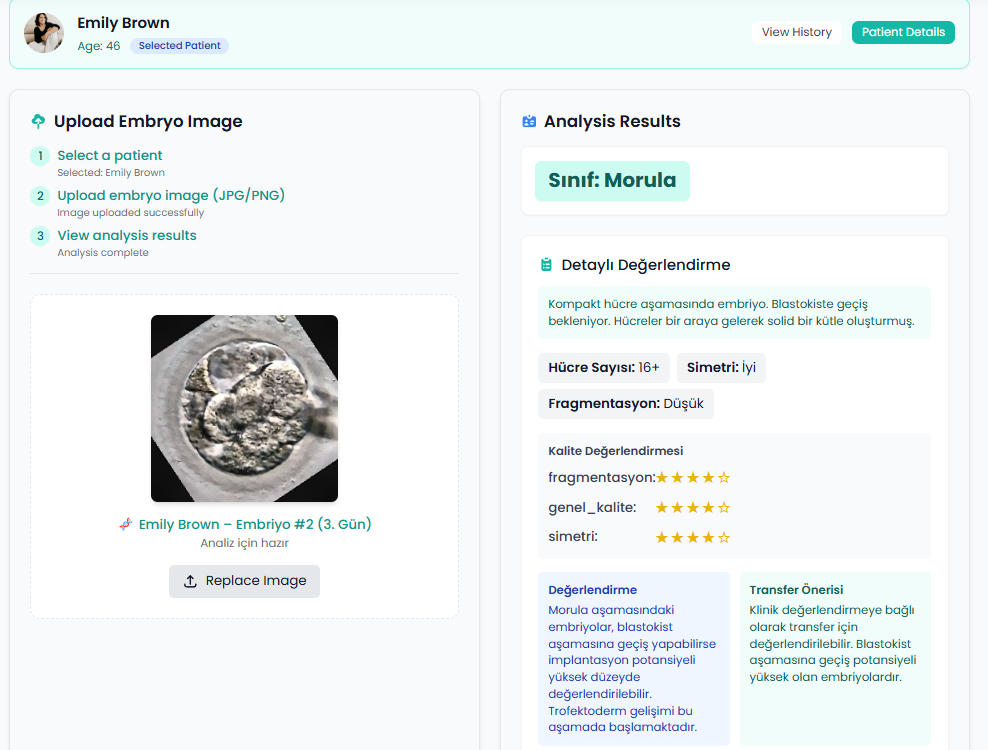 Emily Brown
Age: 46 Selected Patient
View History Patient Details
Upload Embryo Image
1 Select a patient
Selected: Emily Brown
2 Upload embryo image (JPG/PNG)
Image uploaded successfully
3 View analysis results
Analysis complete
Emily Brown – Embriyo #2 (3. Gün)
Analiz için hazır
Replace Image
Analysis Results
Sınıf: Morula
Detaylı Değerlendirme
Kompakt hücre aşamasında embriyo. Blastokiste geçiş
bekleniyor. Hücreler bir araya gelerek solid bir kütle oluşturmuş.
Hücre Sayısı: 16+ Simetri: İyi
Fragmentasyon: Düşük
Kalite Değerlendirmesi
fragmentasyon:★★★★☆
genel_kalite: ★★★★☆
simetri: ★★★★☆
Değerlendirme
Morula aşamasındaki
embriyolar, blastokist
aşamasına geçiş yapabilirse
implantasyon potansiyeli
yüksek düzeyde
değerlendirilebilir.
Trofektoderm gelişimi bu
aşamada başlamaktadır.
Transfer Önerisi
Klinik değerlendirmeye bağlı
olarak transfer için
değerlendirilebilir. Blastokist
aşamasına geçiş potansiyeli
yüksek olan embriyolardır.